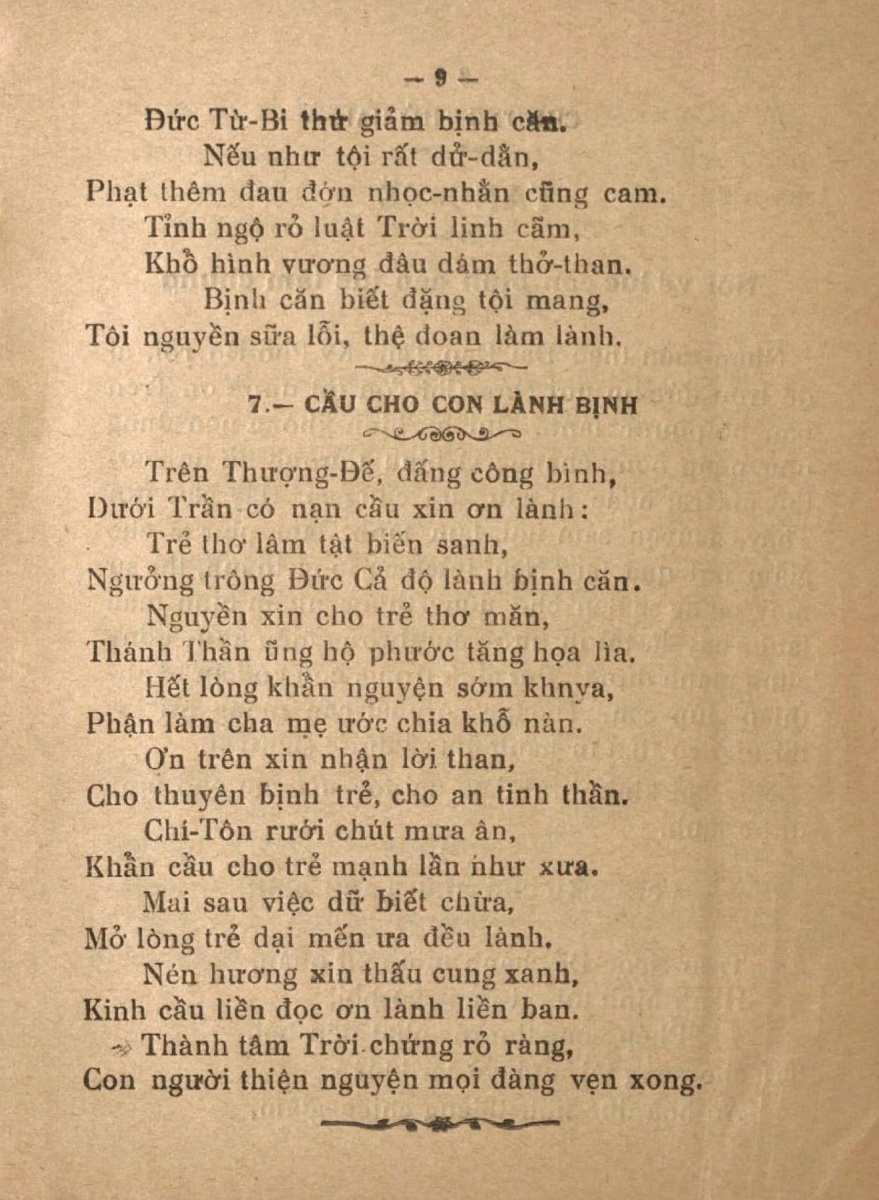 — 9 —
Đức Từ-Bi thứ giảm bịnh căn.
Nếu như tội rất dử-dẳn,
Phạt thêm đau đớn nhọc-nhằn cũng cam.
Tỉnh ngộ rỏ luật Trời linh cãm,
Khổ hình vương đâu dám thở-than.
Bịnh căn biết đặng tội mang,
Tôi nguyền sữa lỗi, thệ đoan làm lành.
7.— CẦU CHO CON LÀNH BỊNH
Trên Thượng-Đế, đấng công bình,
Dưới Trần có nạn cầu xin ơn lành :
Trẻ thơ lâm tật biến sanh,
Ngưởng trông Đức Cả độ lành bịnh căn.
Nguyền xin cho trẻ thơ măn,
Thánh Thần ũng hộ phước tăng họa lìa.
Hết lòng khẩn nguyện sớm khnya,
Phận làm cha mẹ ước chia khỗ nàn.
Ơn trên xin nhận lời than,
Cho thuyên bịnh trẻ, cho an tinh thần.
Chí-Tôn rưới chút mưa ân,
Khẩn cầu cho trẻ mạnh lần như xưa.
Mai sau việc dữ biết chừa,
Mở lòng trẻ dại mến ưa đều lành.
Nén hương xin thấu cung xanh,
Kinh cầu liền đọc ơn lành liền ban.
Thành tâm Trời chứng rỏ ràng,
Con người thiện nguyện mọi đàng vẹn xong.